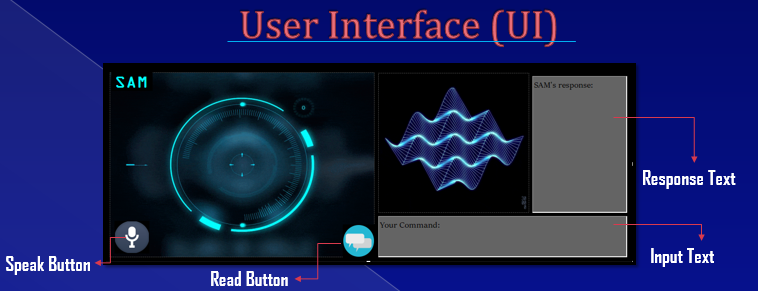 User Interface (UI)
SAM
SAM's response:
Response Text
Your Command:
Input Text
Speak Button
Read Button